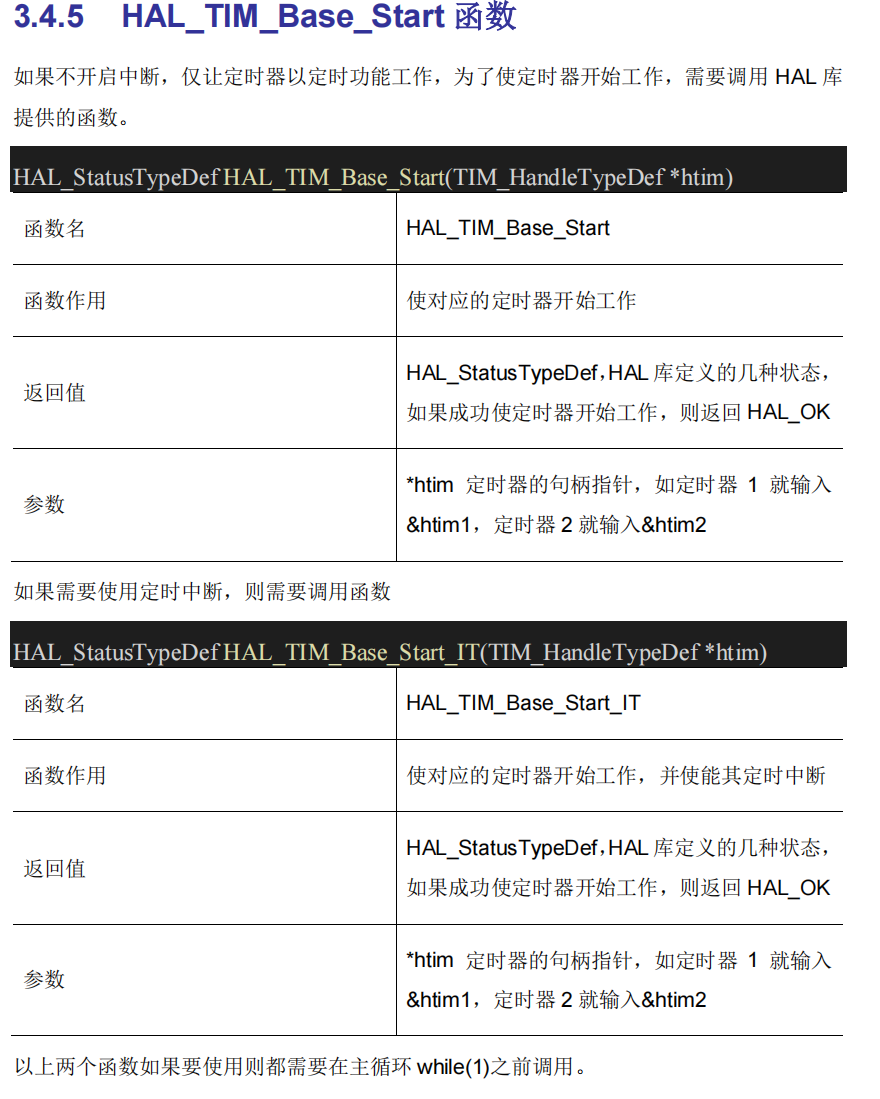 3.4.5 HAL_TIM_Base_Start 函数
如果不开启中断，仅让定时器以定时功能工作，为了使定时器开始工作，需要调用 HAL 库
提供的函数。
HAL_StatusTypeDef HAL_TIM_Base_Start(TIM_HandleTypeDef *htim)
函数名
HAL_TIM_Base_Start
函数作用
使对应的定时器开始工作
返回值
HAL_StatusTypeDef，HAL 库定义的几种状态，
如果成功使定时器开始工作，则返回 HAL_OK
参数
*htim 定时器的句柄指针，如定时器 1 就输入
&htim1，定时器 2 就输入&htim2
如果需要使用定时中断，则需要调用函数
HAL_StatusTypeDef HAL_TIM_Base_Start_IT(TIM_HandleTypeDef *htim)
函数名
HAL_TIM_Base_Start_IT
函数作用
使对应的定时器开始工作，并使能其定时中断
返回值
HAL_StatusTypeDef，HAL 库定义的几种状态，
如果成功使定时器开始工作，则返回 HAL_OK
参数
*htim 定时器的句柄指针，如定时器 1 就输入
&htim1，定时器 2 就输入&htim2
以上两个函数如果要使用则都需要在主循环 while(1)之前调用。